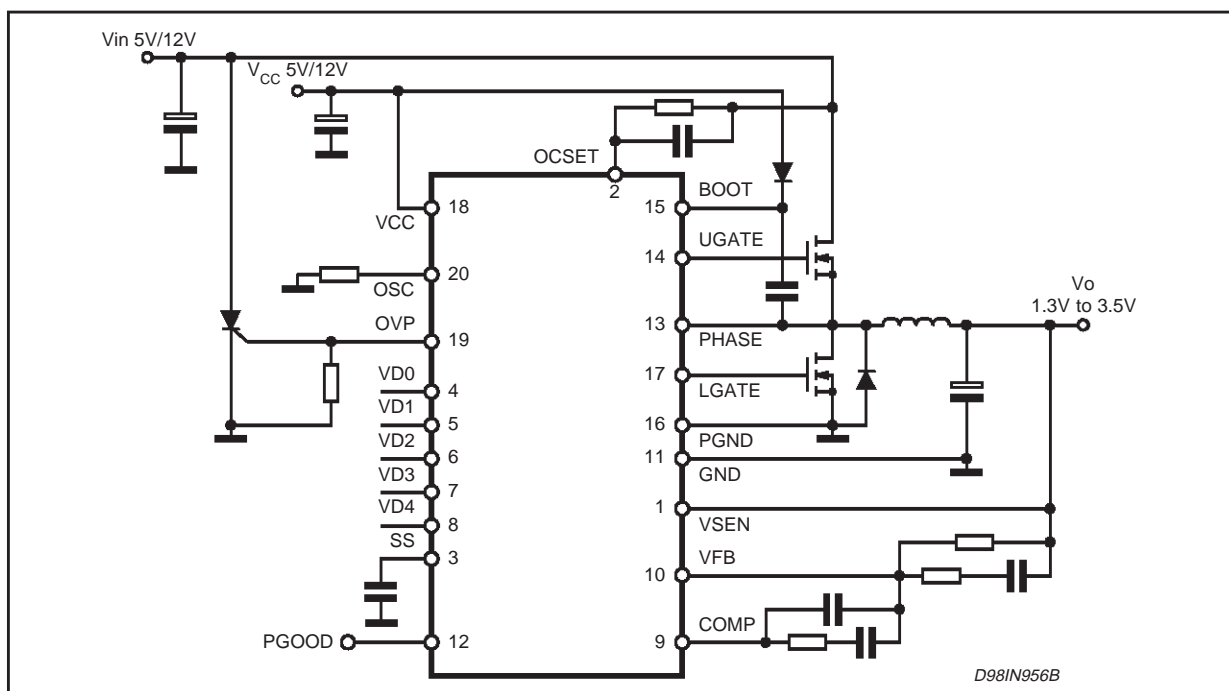 Vin 5V/12V
VCC 5V/12V
OCSET
2
BOOT
15
18
VCC
UGATE
14
20
OSC
Vo
1.3V to 3.5V
OVP
19
13
PHASE
VD0
4
17
LGATE
VD1
5
16
PGND
VD2
6
11
GND
VD3
7
VD4
8
1
VSEN
SS
3
VFB
10
COMP
9
PGOOD
12
D98IN956B